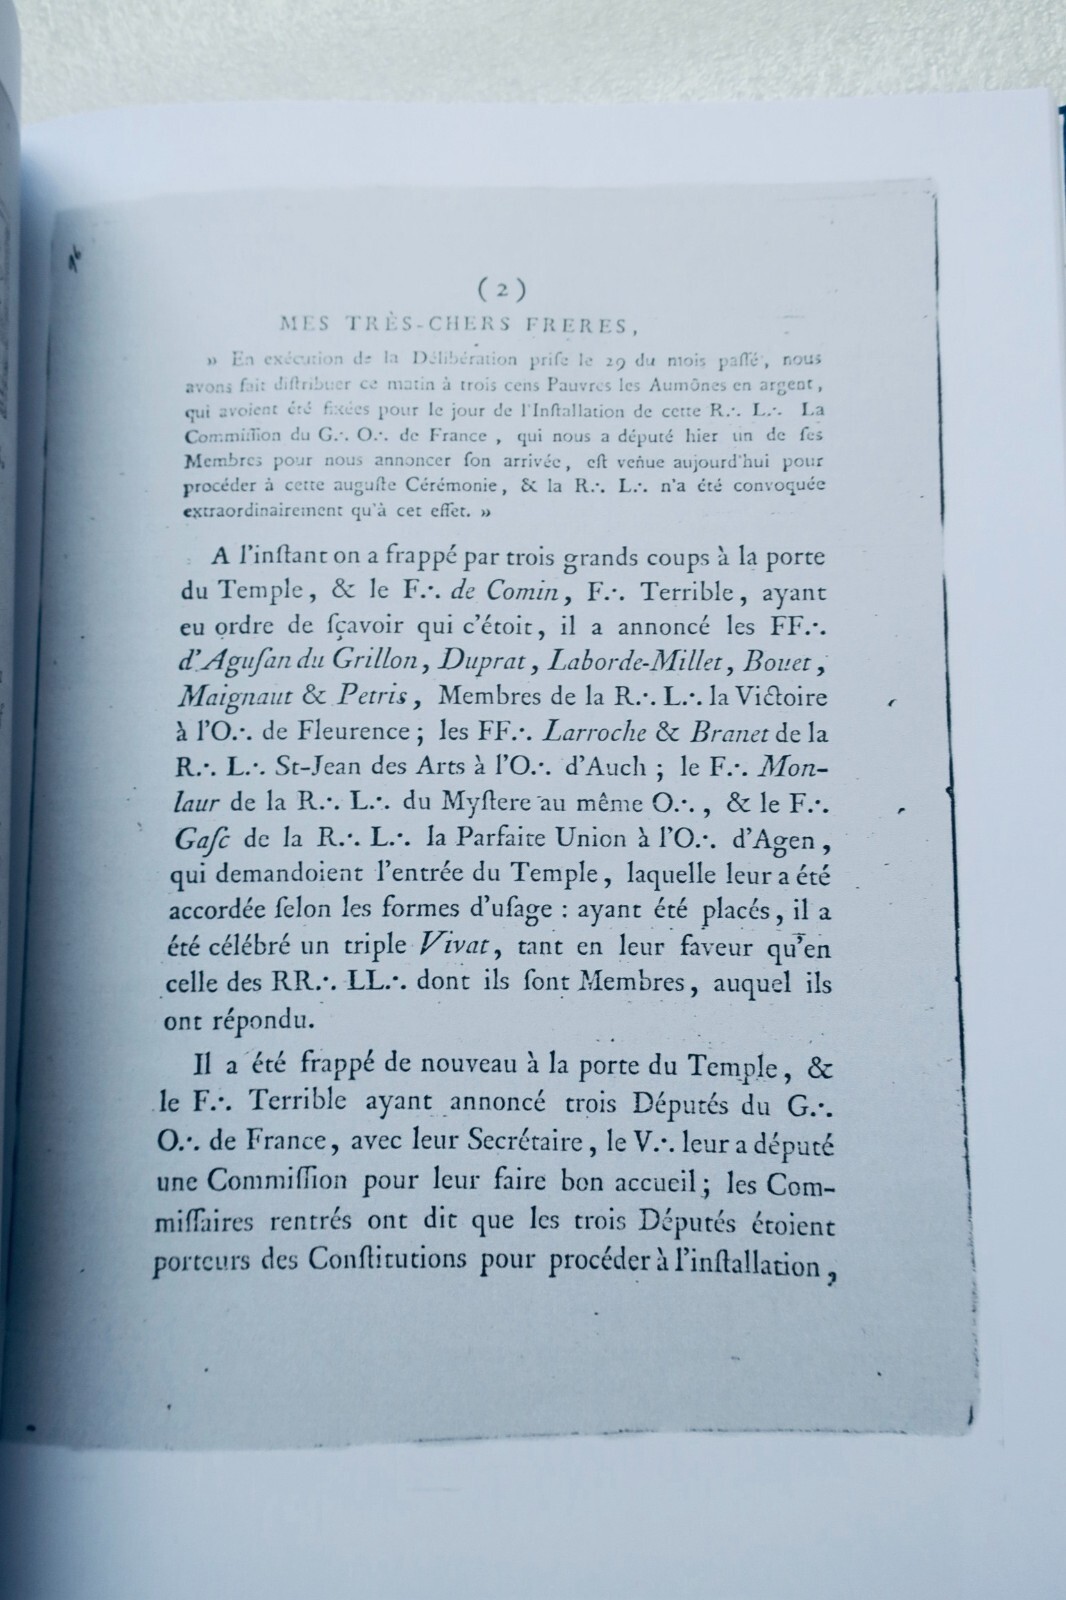 (2)
MES TRÈS-CHERS FRERES,
» En exécution de la Délibération priſe le 29 du mois paſſé, nous
avons fait diſtribuer ce matin à trois cens Pauvres les Aumônes en argent,
qui avoient été fixées pour le jour de l'Inſtallation de cette R∴ L∴ La
Commiſſion du G∴ O∴ de France, qui nous a député hier un de ſes
Membres pour nous annoncer ſon arrivée, eſt venue aujourd'hui pour
procéder à cette auguſte Cérémonie, & la R∴ L∴ n'a été convoquée
extraordinairement qu'à cet effet. »
A l'inſtant on a frappé par trois grands coups à la porte
du Temple, & le F∴ de Comin, F∴ Terrible, ayant
eu ordre de ſçavoir qui c'étoit, il a annoncé les FF∴
d'Aguſan du Grillon, Duprat, Laborde-Millet, Bouet,
Maignaut & Petris, Membres de la R∴ L∴ la Victoire
à l'O∴ de Fleurence; les FF∴ Larroche & Branet de la
R∴ L∴ St-Jean des Arts à l'O∴ d'Auch; le F∴ Mon-
laur de la R∴ L∴ du Myſtere au même O∴, & le F∴
Gaſc de la R∴ L∴ la Parfaite Union à l'O∴ d'Agen,
qui demandoient l'entrée du Temple, laquelle leur a été
accordée ſelon les formes d'uſage : ayant été placés, il a
été célébré un triple Vivat, tant en leur faveur qu'en
celle des RR∴ LL∴ dont ils ſont Membres, auquel ils
ont répondu.
Il a été frappé de nouveau à la porte du Temple, &
le F∴ Terrible ayant annoncé trois Députés du G∴
O∴ de France, avec leur Secrétaire, le V∴ leur a député
une Commiſſion pour leur faire bon accueil; les Com-
miſſaires rentrés ont dit que les trois Députés étoient
porteurs des Conſtitutions pour procéder à l'inſtallation,